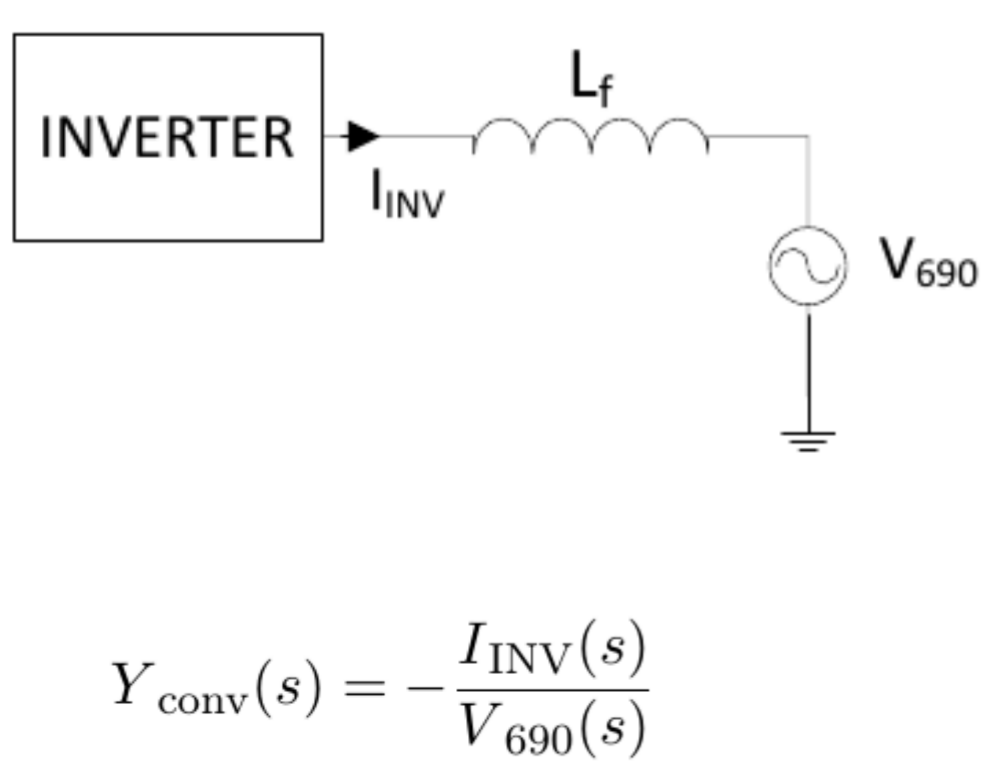 L_f
INVERTER
I_INV
V_690
Y_conv(s) = −I_INV(s)/V_690(s)